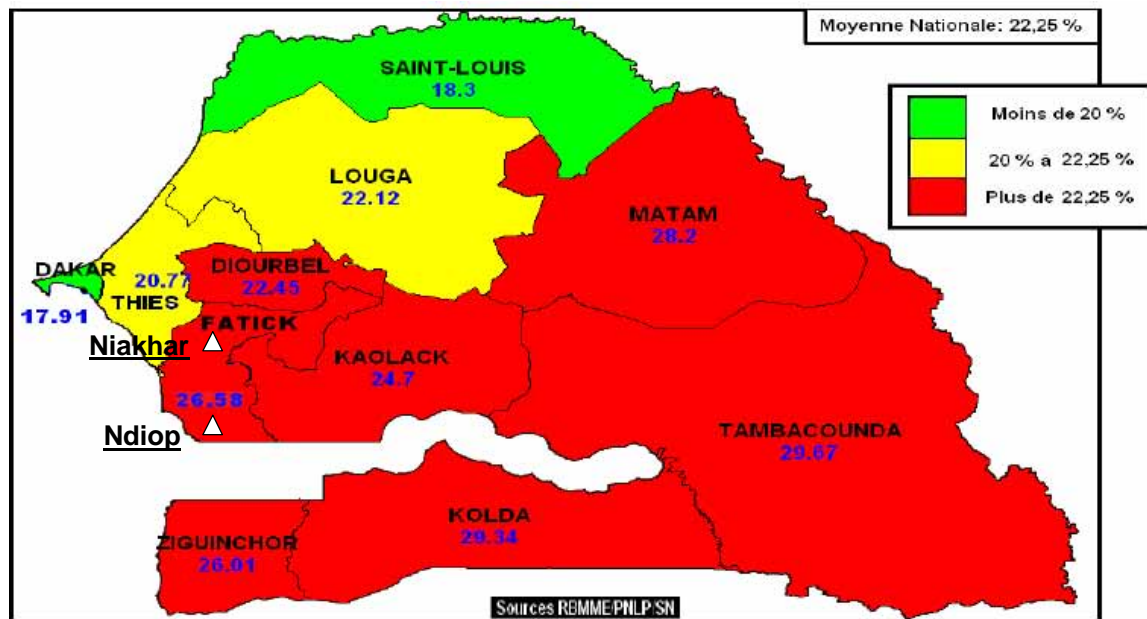 Moyenne Nationale: 22,25 %
SAINT-LOUIS
18.3
Moins de 20 %
20 % à 22,25 %
Plus de 22,25 %
LOUGA
22.12
MATAM
28.2
DAKAR
17.91
20.77
THIES
DIOURBEL
22.45
FATICK
26.58
Niakhar
KAOLACK
24.7
Ndiop
TAMBACOUNDA
29.67
KOLDA
29.34
ZIGUINCHOR
26.01
Sources RBMME/PNLP/SN